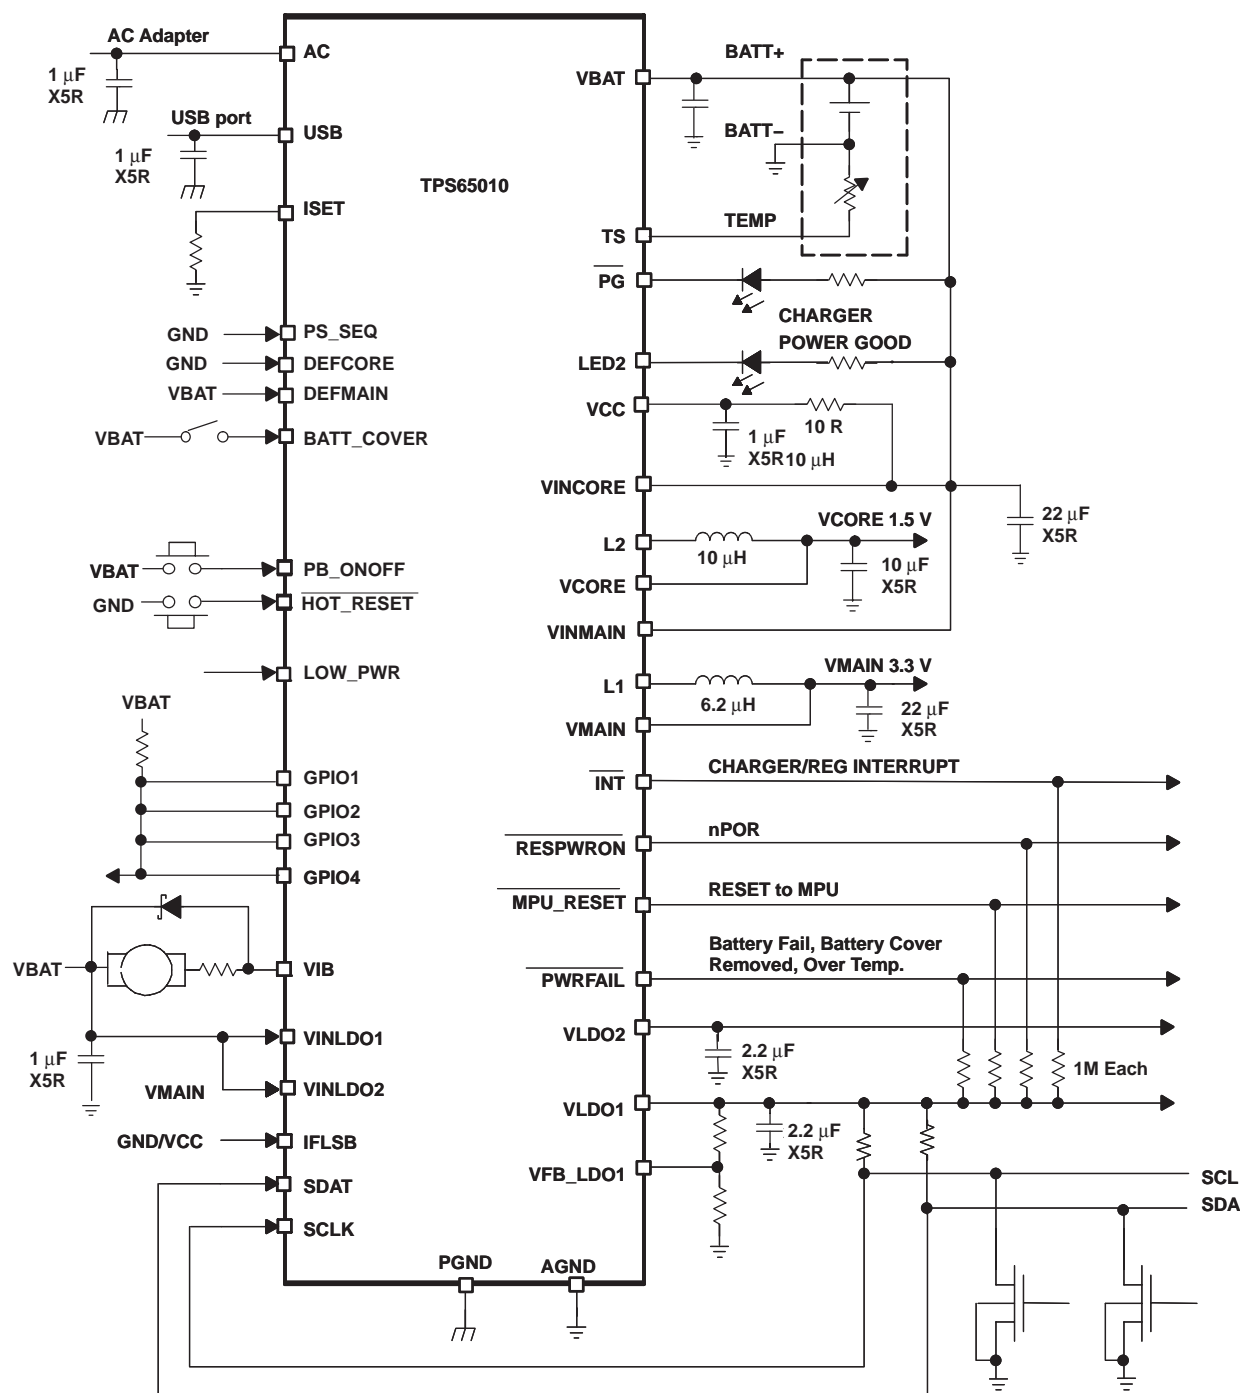 AC Adapter
AC
1 μF
X5R
USB port
USB
1 μF
X5R
ISET
TPS65010
GND
PS_SEQ
GND
DEFCORE
VBAT
DEFMAIN
VBAT
BATT_COVER
VBAT
PB_ONOFF
GND
HOT_RESET
LOW_PWR
VBAT
GPIO1
GPIO2
GPIO3
GPIO4
VBAT
VIB
VINLDO1
1 μF
X5R
VMAIN
VINLDO2
GND/VCC
IFLSB
SDAT
SCLK
PGND
AGND
BATT+
VBAT
BATT−
TEMP
TS
PG
CHARGER
POWER GOOD
LED2
VCC
10 R
1 μF
X5R
10 μH
VINCORE
22 μF
X5R
VCORE 1.5 V
L2
10 μH
10 μF
X5R
VCORE
VINMAIN
VMAIN 3.3 V
L1
6.2 μH
22 μF
X5R
VMAIN
CHARGER/REG INTERRUPT
INT
nPOR
RESPWRON
RESET to MPU
MPU_RESET
Battery Fail, Battery Cover
Removed, Over Temp.
PWRFAIL
VLDO2
2.2 μF
X5R
1M Each
VLDO1
2.2 μF
X5R
VFB_LDO1
SCL
SDA